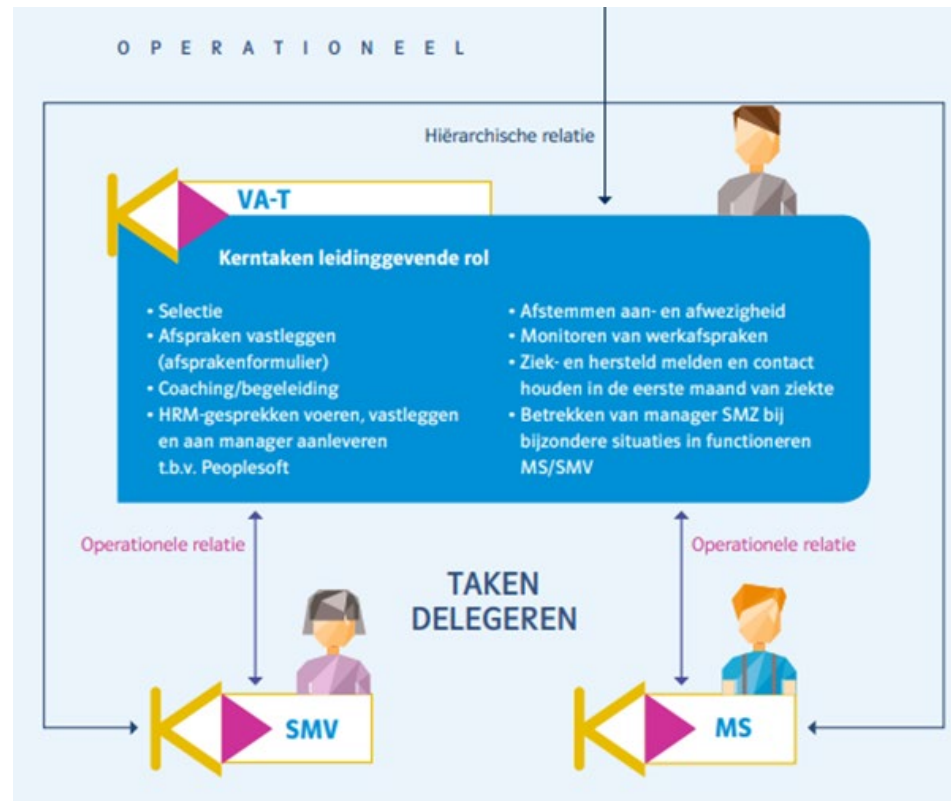 OPERATIONEEL
Hiërarchische relatie
VA-T
Kerntaken leidinggevende rol
• Selectie
• Afspraken vastleggen
(afsprakenformulier)
• Coaching/begeleiding
• HRM-gesprekken voeren, vastleggen
en aan manager aanleveren
t.b.v. Peoplesoft
• Afstemmen aan- en afwezigheid
• Monitoren van werkafspraken
• Ziek- en hersteld melden en contact
houden in de eerste maand van ziekte
• Betrekken van manager SMZ bij
bijzondere situaties in functioneren
MS/SMV
Operationele relatie
Operationele relatie
TAKEN
DELEGEREN
SMV
MS